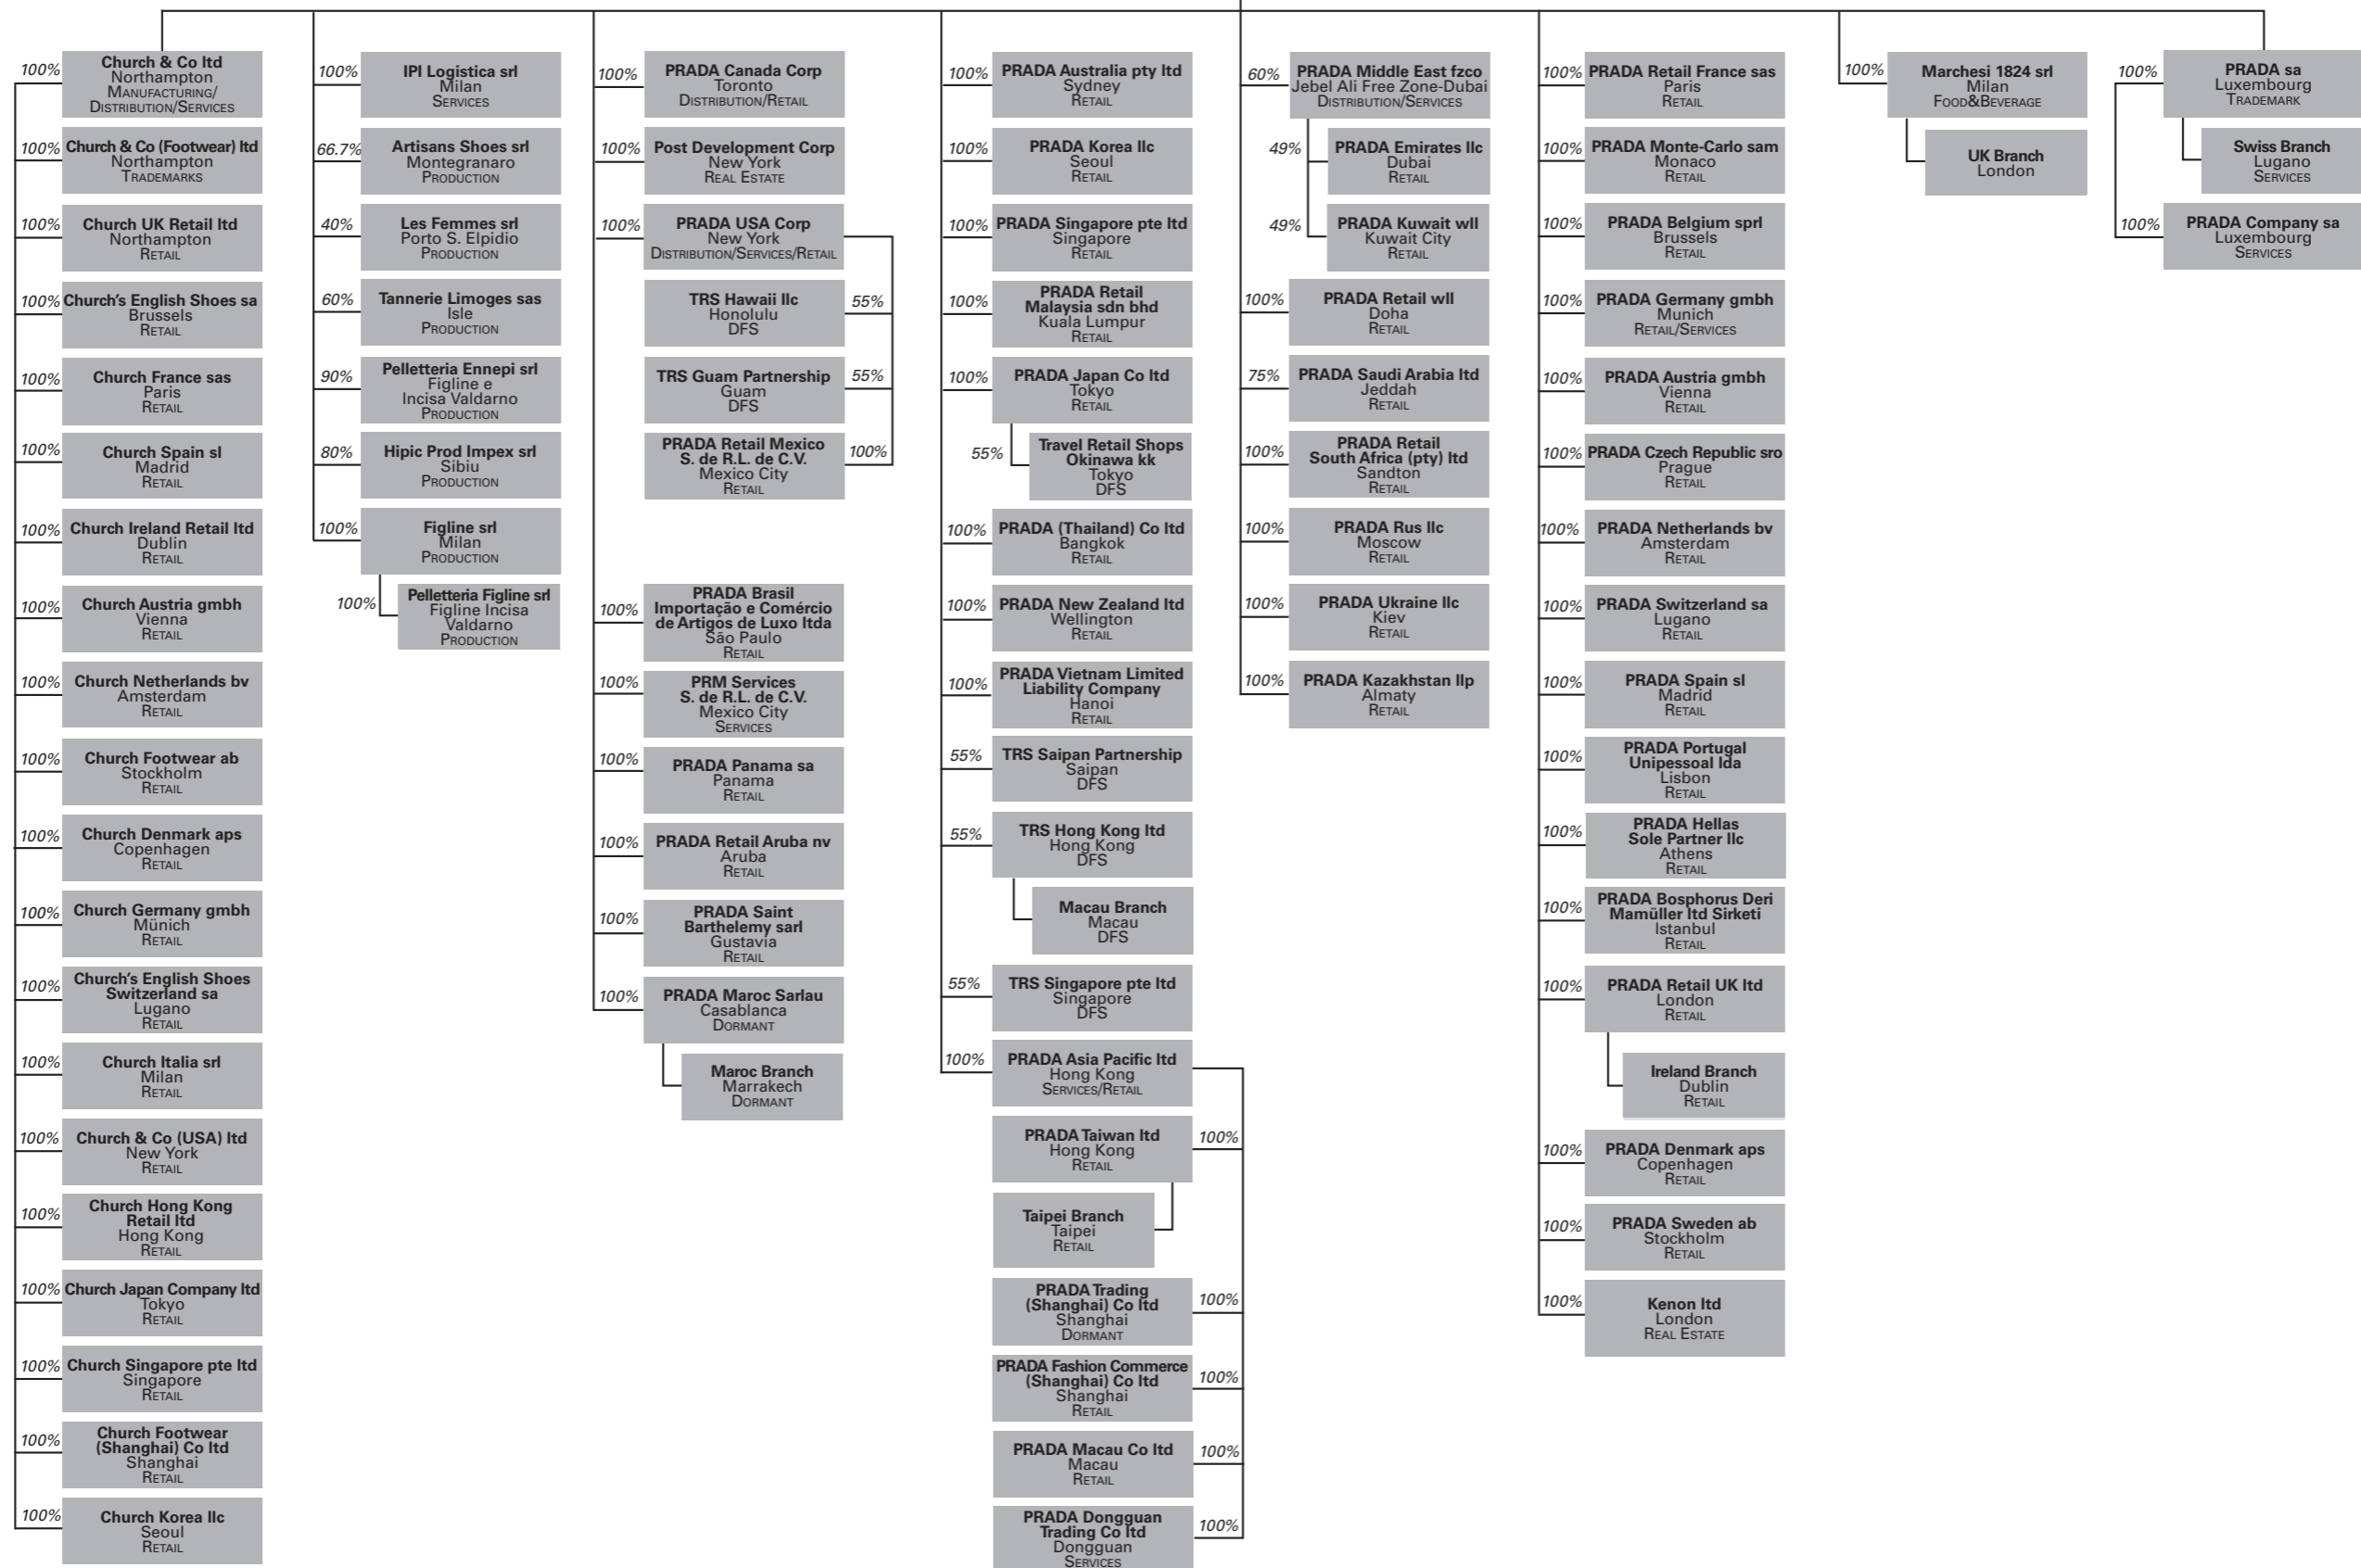 100%
Church & Co ltd
Northampton
MANUFACTURING/
DISTRIBUTION/SERVICES
100%
Church & Co (Footwear) ltd
Northampton
TRADEMARKS
100%
Church UK Retail ltd
Northampton
RETAIL
100%
Church's English Shoes sa
Brussels
RETAIL
100%
Church France sas
Paris
RETAIL
100%
Church Spain sl
Madrid
RETAIL
100%
Church Ireland Retail ltd
Dublin
RETAIL
100%
Church Austria gmbh
Vienna
RETAIL
100%
Church Netherlands bv
Amsterdam
RETAIL
100%
Church Footwear ab
Stockholm
RETAIL
100%
Church Denmark aps
Copenhagen
RETAIL
100%
Church Germany gmbh
Münich
RETAIL
100%
Church's English Shoes
Switzerland sa
Lugano
RETAIL
100%
Church Italia srl
Milan
RETAIL
100%
Church & Co (USA) ltd
New York
RETAIL
100%
Church Hong Kong
Retail ltd
Hong Kong
RETAIL
100%
Church Japan Company ltd
Tokyo
RETAIL
100%
Church Singapore pte ltd
Singapore
RETAIL
100%
Church Footwear
(Shanghai) Co ltd
Shanghai
RETAIL
100%
Church Korea llc
Seoul
RETAIL
100%
IPI Logistica srl
Milan
SERVICES
66.7%
Artisans Shoes srl
Montegranaro
PRODUCTION
40%
Les Femmes srl
Porto S. Elpidio
PRODUCTION
60%
Tannerie Limoges sas
Isle
PRODUCTION
90%
Pelletteria Ennepi srl
Figline e
Incisa Valdarno
PRODUCTION
80%
Hipic Prod Impex srl
Sibiu
PRODUCTION
100%
Figline srl
Milan
PRODUCTION
100%
Pelletteria Figline srl
Figline Incisa
Valdarno
PRODUCTION
100%
PRADA Canada Corp
Toronto
DISTRIBUTION/RETAIL
100%
Post Development Corp
New York
REAL ESTATE
100%
PRADA USA Corp
New York
DISTRIBUTION/SERVICES/RETAIL
TRS Hawaii llc
Honolulu
DFS
55%
TRS Guam Partnership
Guam
DFS
55%
PRADA Retail Mexico
S. de R.L. de C.V.
Mexico City
RETAIL
100%
100%
PRADA Brasil
Importação e Comércio
de Artigos de Luxo ltda
São Paulo
RETAIL
100%
PRM Services
S. de R.L. de C.V.
Mexico City
SERVICES
100%
PRADA Panama sa
Panama
RETAIL
100%
PRADA Retail Aruba nv
Aruba
RETAIL
100%
PRADA Saint
Barthelemy sarl
Gustavia
RETAIL
100%
PRADA Maroc Sarlau
Casablanca
DORMANT
Maroc Branch
Marrakech
DORMANT
100%
PRADA Australia pty ltd
Sydney
RETAIL
100%
PRADA Korea llc
Seoul
RETAIL
100%
PRADA Singapore pte ltd
Singapore
RETAIL
100%
PRADA Retail
Malaysia sdn bhd
Kuala Lumpur
RETAIL
100%
PRADA Japan Co ltd
Tokyo
RETAIL
55%
Travel Retail Shops
Okinawa kk
Tokyo
DFS
100%
PRADA (Thailand) Co ltd
Bangkok
RETAIL
100%
PRADA New Zealand ltd
Wellington
RETAIL
100%
PRADA Vietnam Limited
Liability Company
Hanoi
RETAIL
55%
TRS Saipan Partnership
Saipan
DFS
55%
TRS Hong Kong ltd
Hong Kong
DFS
Macau Branch
Macau
DFS
55%
TRS Singapore pte ltd
Singapore
DFS
100%
PRADA Asia Pacific ltd
Hong Kong
SERVICES/RETAIL
PRADA Taiwan ltd
Hong Kong
RETAIL
100%
Taipei Branch
Taipei
RETAIL
PRADA Trading
(Shanghai) Co ltd
Shanghai
DORMANT
100%
PRADA Fashion Commerce
(Shanghai) Co ltd
Shanghai
RETAIL
100%
PRADA Macau Co ltd
Macau
RETAIL
100%
PRADA Dongguan
Trading Co ltd
Dongguan
SERVICES
100%
60%
PRADA Middle East fzco
Jebel Ali Free Zone-Dubai
DISTRIBUTION/SERVICES
49%
PRADA Emirates llc
Dubai
RETAIL
49%
PRADA Kuwait wll
Kuwait City
RETAIL
100%
PRADA Retail wll
Doha
RETAIL
75%
PRADA Saudi Arabia ltd
Jeddah
RETAIL
100%
PRADA Retail
South Africa (pty) ltd
Sandton
RETAIL
100%
PRADA Rus llc
Moscow
RETAIL
100%
PRADA Ukraine llc
Kiev
RETAIL
100%
PRADA Kazakhstan llp
Almaty
RETAIL
100%
PRADA Retail France sas
Paris
RETAIL
100%
PRADA Monte-Carlo sam
Monaco
RETAIL
100%
PRADA Belgium sprl
Brussels
RETAIL
100%
PRADA Germany gmbh
Munich
RETAIL/SERVICES
100%
PRADA Austria gmbh
Vienna
RETAIL
100%
PRADA Czech Republic sro
Prague
RETAIL
100%
PRADA Netherlands bv
Amsterdam
RETAIL
100%
PRADA Switzerland sa
Lugano
RETAIL
100%
PRADA Spain sl
Madrid
RETAIL
100%
PRADA Portugal
Unipessoal lda
Lisbon
RETAIL
100%
PRADA Hellas
Sole Partner llc
Athens
RETAIL
100%
PRADA Bosphorus Deri
Mamüller ltd Sirketi
Istanbul
RETAIL
100%
PRADA Retail UK ltd
London
RETAIL
Ireland Branch
Dublin
RETAIL
100%
PRADA Denmark aps
Copenhagen
RETAIL
100%
PRADA Sweden ab
Stockholm
RETAIL
100%
Kenon ltd
London
REAL ESTATE
100%
Marchesi 1824 srl
Milan
FOOD&BEVERAGE
UK Branch
London
100%
PRADA sa
Luxembourg
TRADEMARK
Swiss Branch
Lugano
SERVICES
100%
PRADA Company sa
Luxembourg
SERVICES